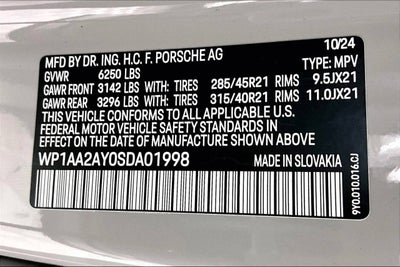 MFD BY DR. ING. H.C. F. PORSCHE AG 10/24
GVWR 6250 LBS TYPE: MPV
GAWR FRONT 3142 LBS WITH: TIRES 285/45R21 RIMS 9.5JX21
GAWR REAR 3296 LBS WITH: TIRES 315/40R21 RIMS 11.0JX21
THIS VEHICLE CONFORMS TO ALL APPLICABLE U.S.
FEDERAL MOTOR VEHICLE SAFETY STANDARDS IN
EFFECT ON THE DATE OF MANUFACTURE SHOWN ABOVE.
WP1AA2AY0SDA01998 MADE IN SLOVAKIA
9Y0.010.016.CJ